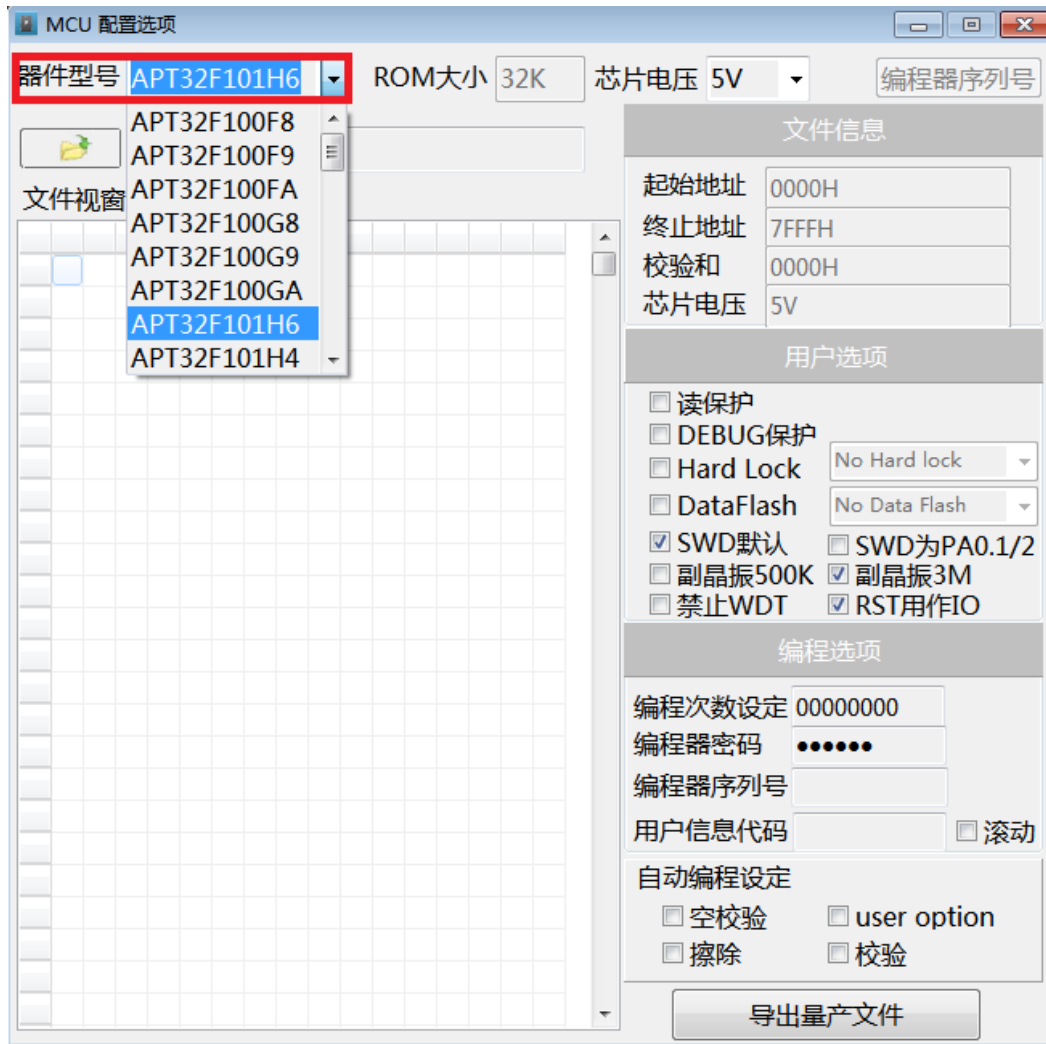 MCU 配置选项
器件型号 APT32F101H6 ROM大小 32K 芯片电压 5V 编程器序列号
APT32F100F8
APT32F100F9
APT32F100FA
APT32F100G8
APT32F100G9
APT32F100GA
APT32F101H6
APT32F101H4
文件视窗
文件信息
起始地址 0000H
终止地址 7FFFH
校验和 0000H
芯片电压 5V
用户选项
读保护
DEBUG保护
Hard Lock No Hard lock
DataFlash No Data Flash
SWD默认 SWD为PA0.1/2
副晶振500K 副晶振3M
禁止WDT RST用作IO
编程选项
编程次数设定 00000000
编程器密码 ••••••
编程器序列号
用户信息代码 滚动
自动编程设定
空校验 user option
擦除 校验
导出量产文件